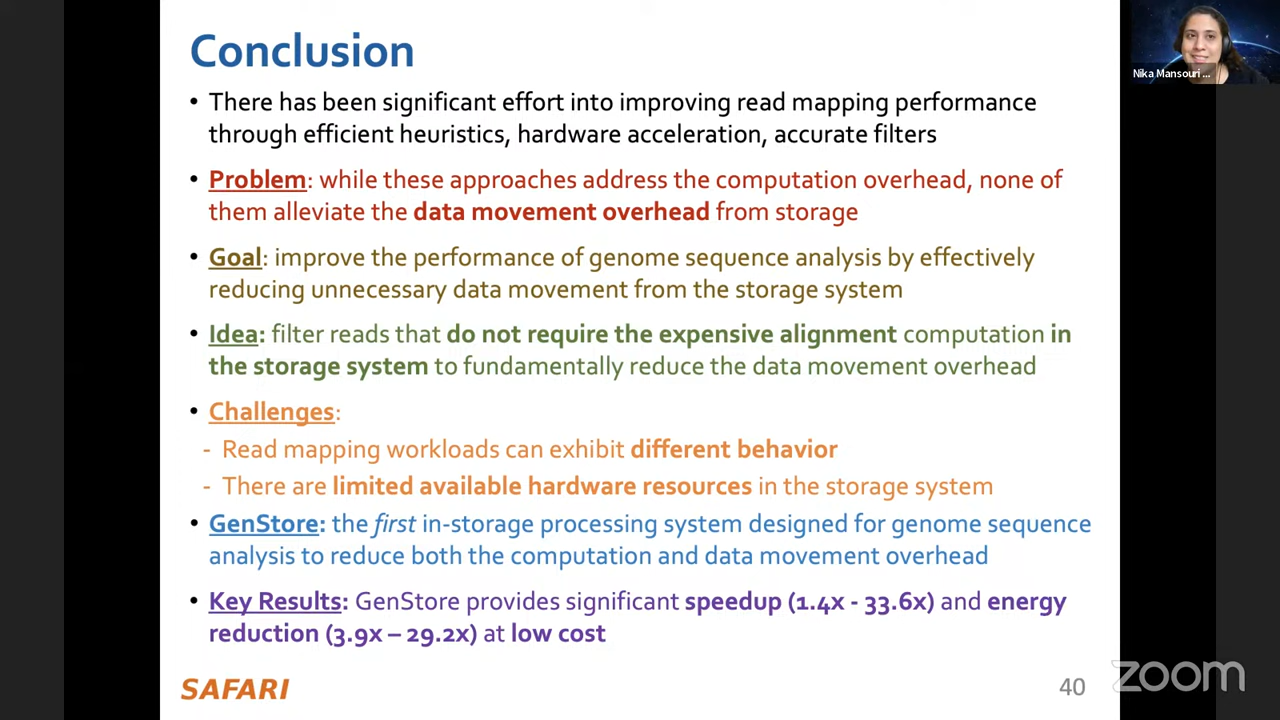 Conclusion
• There has been significant effort into improving read mapping performance
through efficient heuristics, hardware acceleration, accurate filters
• Problem: while these approaches address the computation overhead, none of
them alleviate the data movement overhead from storage
• Goal: improve the performance of genome sequence analysis by effectively
reducing unnecessary data movement from the storage system
• Idea: filter reads that do not require the expensive alignment computation in
the storage system to fundamentally reduce the data movement overhead
• Challenges:
- Read mapping workloads can exhibit different behavior
- There are limited available hardware resources in the storage system
• GenStore: the first in-storage processing system designed for genome sequence
analysis to reduce both the computation and data movement overhead
• Key Results: GenStore provides significant speedup (1.4x - 33.6x) and energy
reduction (3.9x – 29.2x) at low cost
SAFARI
40
zoom
Nika Mansouri ...